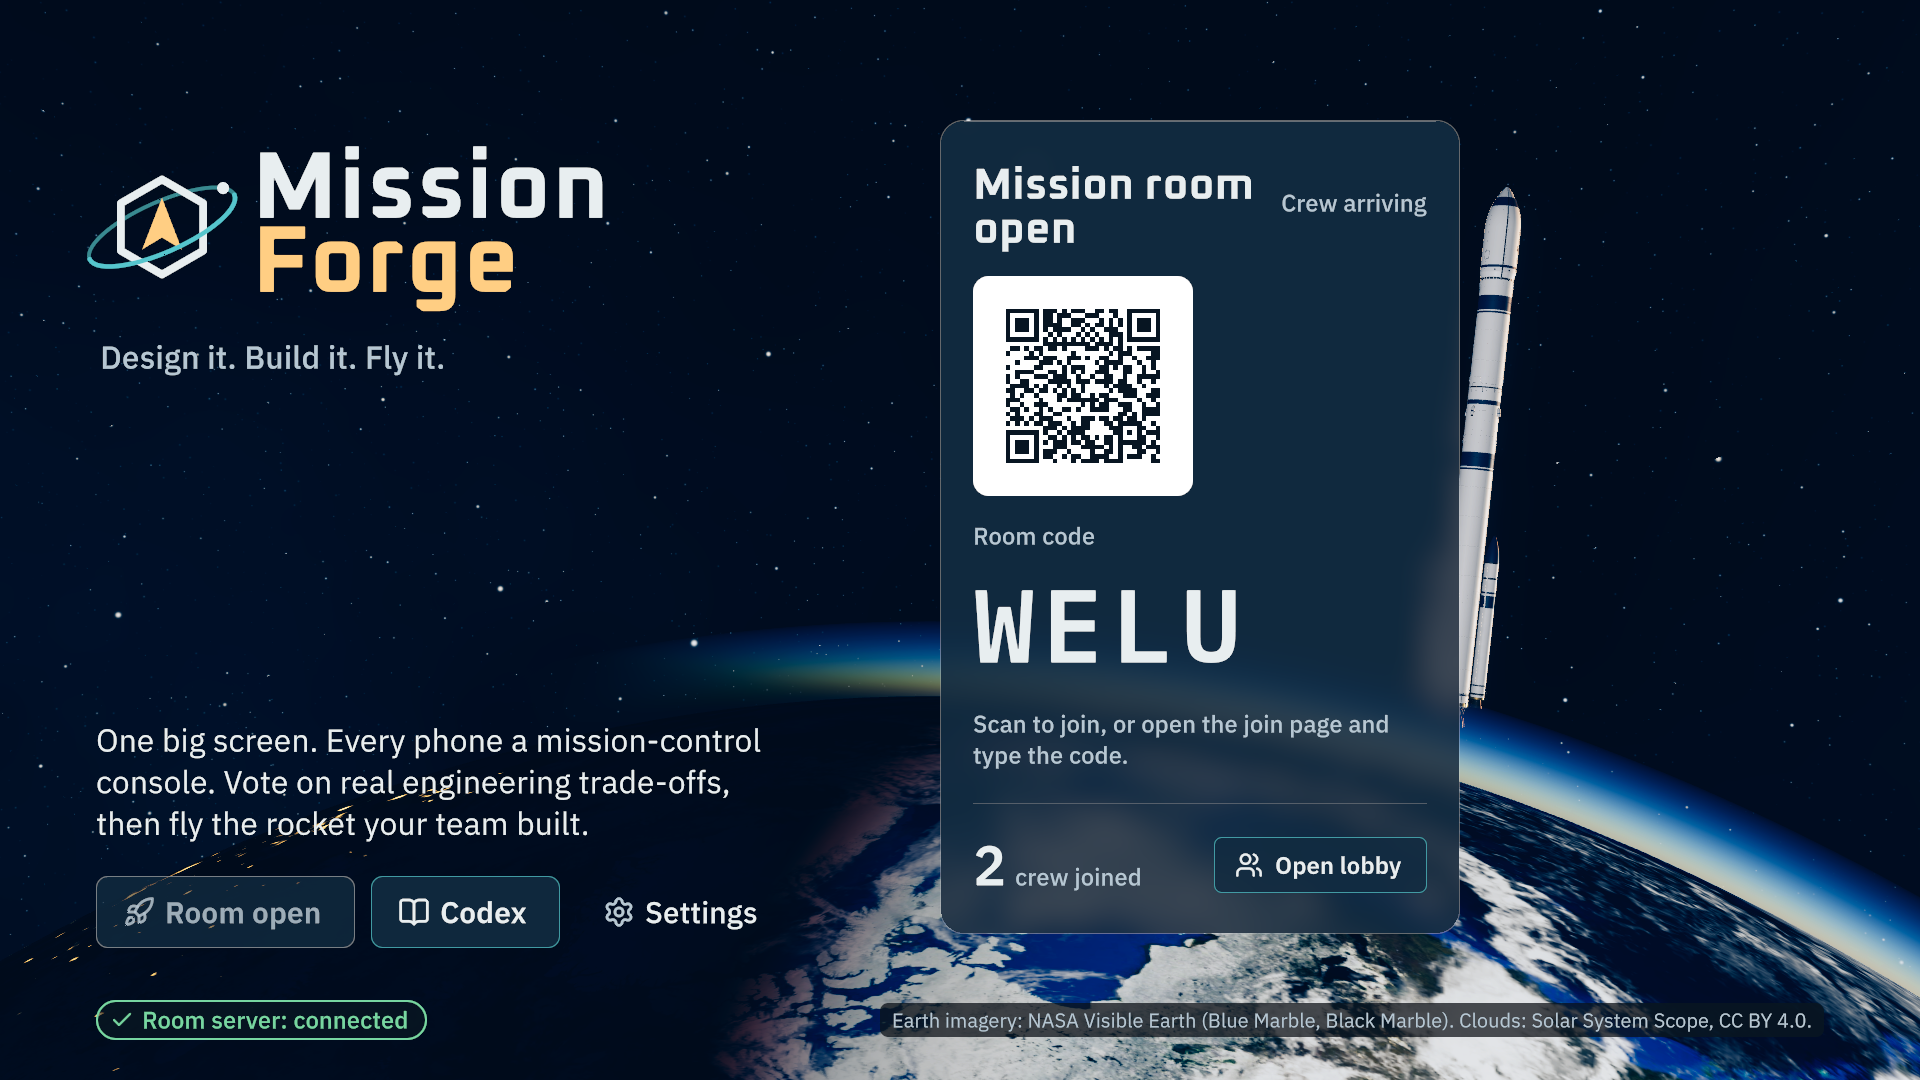 Mission
Forge
Design it. Build it. Fly it.
One big screen. Every phone a mission-control
console. Vote on real engineering trade-offs,
then fly the rocket your team built.
Room open
Codex
Settings
Room server: connected
Mission room
open
Crew arriving
Room code
WELU
Scan to join, or open the join page and
type the code.
2 crew joined
Open lobby
Earth imagery: NASA Visible Earth (Blue Marble, Black Marble). Clouds: Solar System Scope, CC BY 4.0.